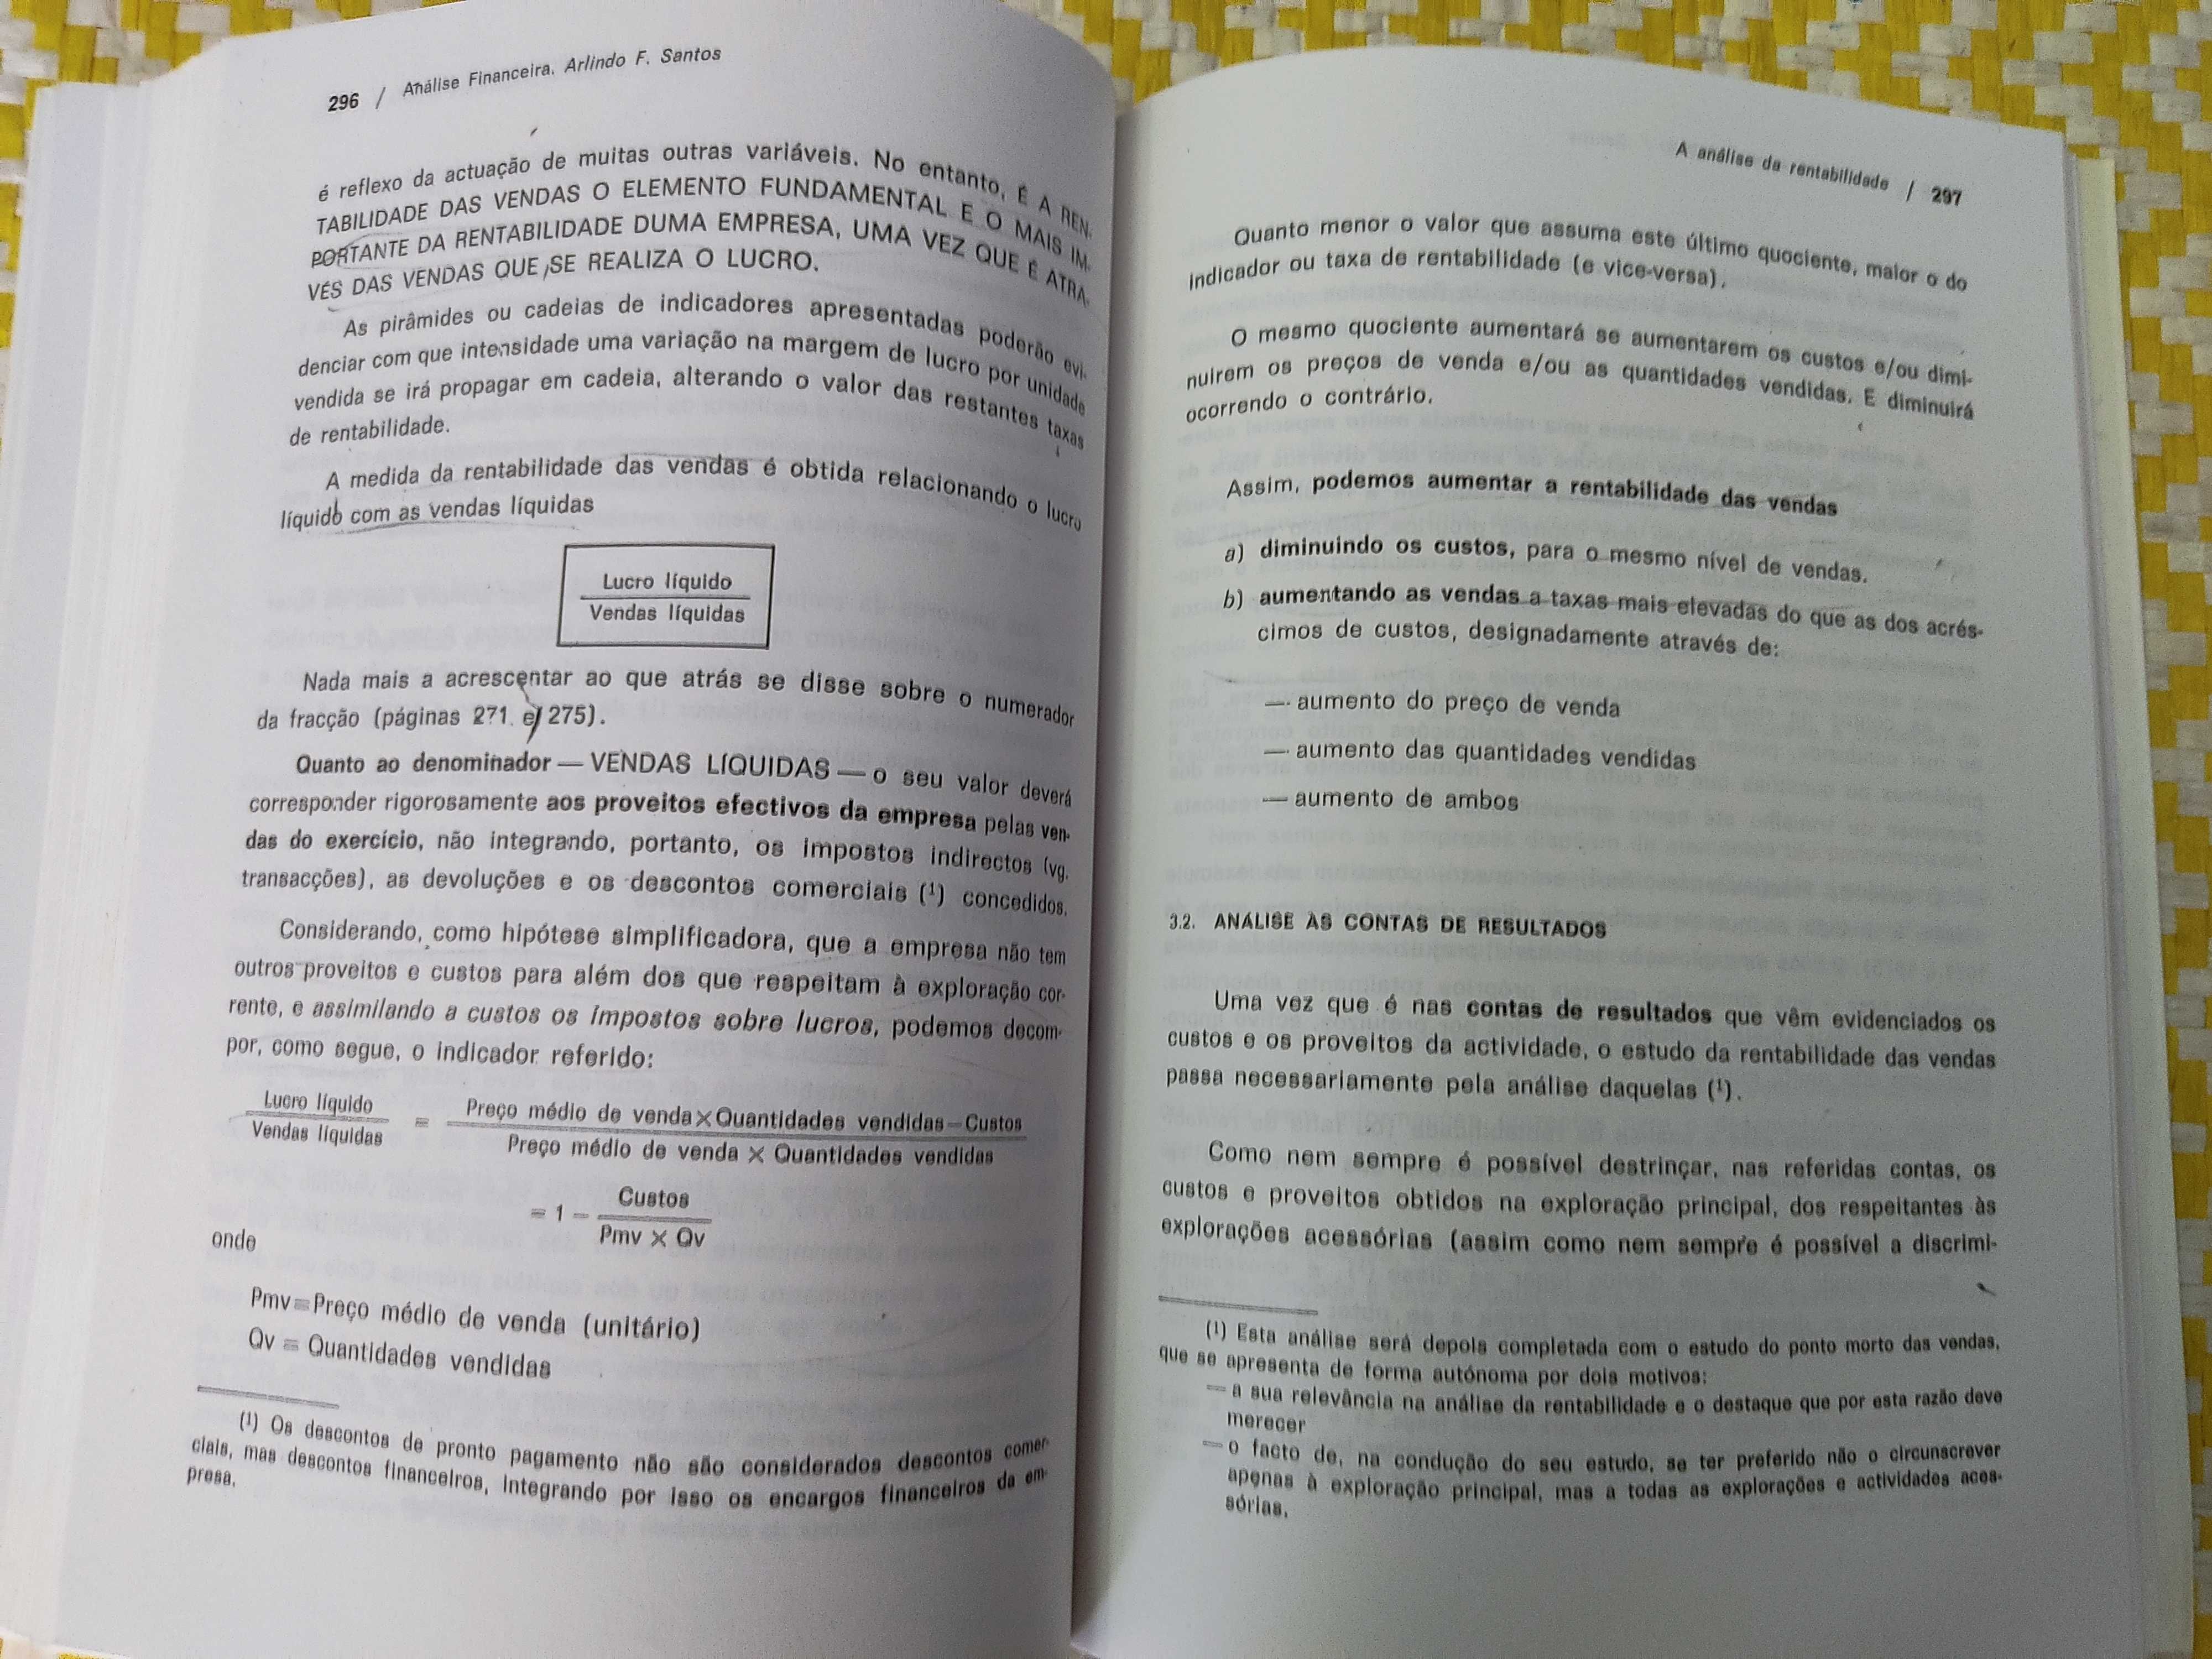 296 / Análise Financeira. Arlindo F. Santos
é reflexo da actuação de muitas outras variáveis. No entanto, É A REN-
TABILIDADE DAS VENDAS O ELEMENTO FUNDAMENTAL E O MAIS IM-
PORTANTE DA RENTABILIDADE DUMA EMPRESA, UMA VEZ QUE É ATRA-
VÉS DAS VENDAS QUE SE REALIZA O LUCRO.
As pirâmides ou cadeias de indicadores apresentadas poderão evi-
denciar com que intensidade uma variação na margem de lucro por unidade
vendida se irá propagar em cadeia, alterando o valor das restantes taxas
de rentabilidade.
A medida da rentabilidade das vendas é obtida relacionando o lucro
líquido com as vendas líquidas
Lucro líquido
Vendas líquidas
Nada mais a acrescentar ao que atrás se disse sobre o numerador
da fracção (páginas 271 e 275).
Quanto ao denominador — VENDAS LÍQUIDAS — o seu valor deverá
corresponder rigorosamente aos proveitos efectivos da empresa pelas ven-
das do exercício, não integrando, portanto, os impostos indirectos (vg.
transacções), as devoluções e os descontos comerciais (¹) concedidos.
Considerando, como hipótese simplificadora, que a empresa não tem
outros proveitos e custos para além dos que respeitam à exploração cor-
rente, e assimilando a custos os impostos sobre lucros, podemos decom-
por, como segue, o indicador referido:
Lucro líquido = Preço médio de venda × Quantidades vendidas — Custos
Vendas líquidas Preço médio de venda × Quantidades vendidas
= 1 — Custos
Pmv × Qv
onde
Pmv = Preço médio de venda (unitário)
Qv = Quantidades vendidas
(¹) Os descontos de pronto pagamento não são considerados descontos comer-
ciais, mas descontos financeiros, integrando por isso os encargos financeiros da em-
presa.
A análise da rentabilidade / 297
Quanto menor o valor que assuma este último quociente, maior o do
indicador ou taxa de rentabilidade (e vice-versa).
O mesmo quociente aumentará se aumentarem os custos e/ou dimi-
nuirem os preços de venda e/ou as quantidades vendidas. E diminuirá
ocorrendo o contrário.
Assim, podemos aumentar a rentabilidade das vendas
a) diminuindo os custos, para o mesmo nível de vendas.
b) aumentando as vendas a taxas mais elevadas do que as dos acrés-
cimos de custos, designadamente através de:
— aumento do preço de venda
— aumento das quantidades vendidas
— aumento de ambos
3.2. ANÁLISE ÀS CONTAS DE RESULTADOS
Uma vez que é nas contas de resultados que vêm evidenciados os
custos e os proveitos da actividade, o estudo da rentabilidade das vendas
passa necessariamente pela análise daquelas (¹).
Como nem sempre é possível destrinçar, nas referidas contas, os
custos e proveitos obtidos na exploração principal, dos respeitantes às
explorações acessórias (assim como nem sempre é possível a discrimi-
(¹) Esta análise será depois completada com o estudo do ponto morto das vendas,
que se apresenta de forma autónoma por dois motivos:
— a sua relevância na análise da rentabilidade e o destaque que por esta razão deve
merecer
— o facto de, na condução do seu estudo, se ter preferido não o circunscrever
apenas à exploração principal, mas a todas as explorações e actividades aces-
sórias.